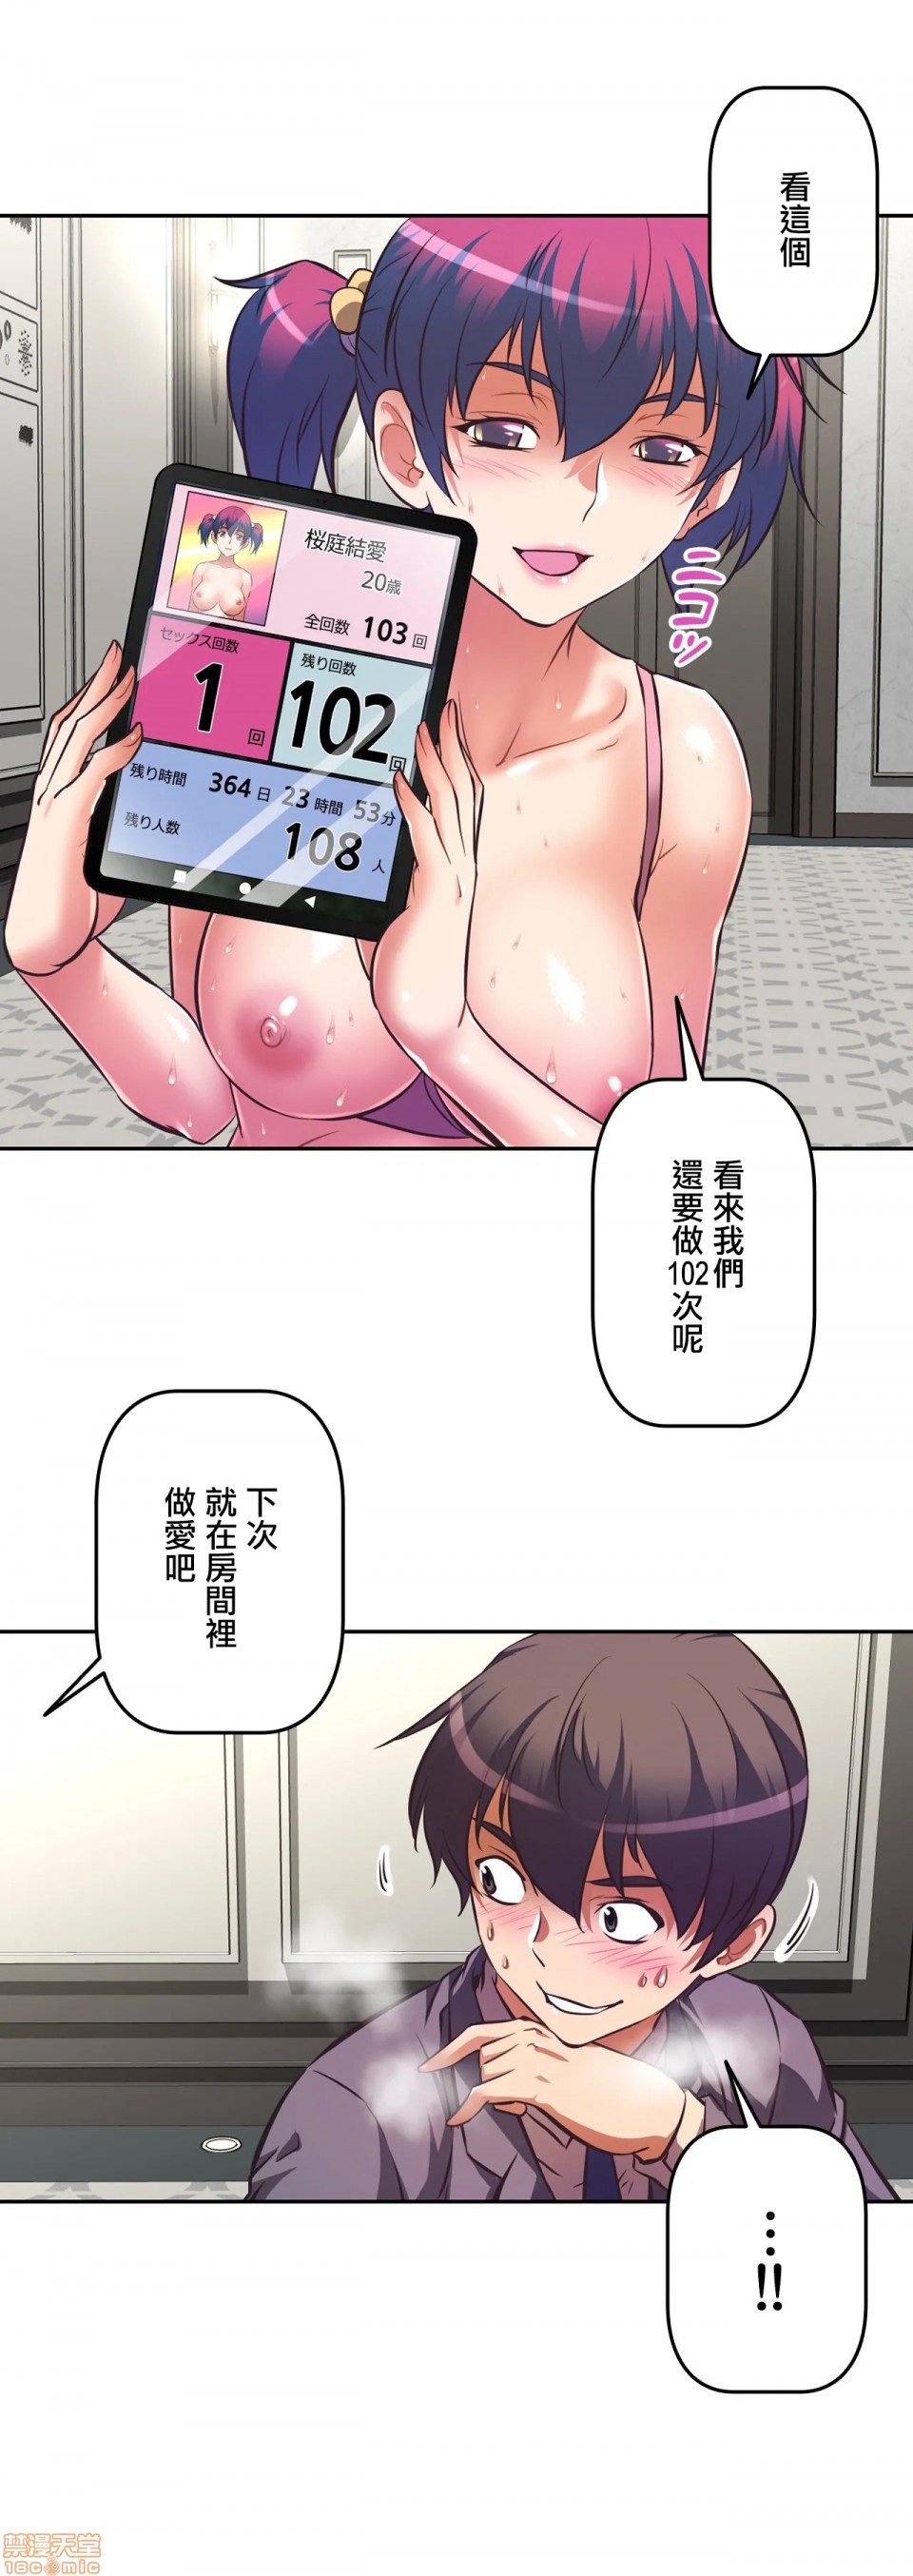 看這個
桜庭結愛
20歳
全回数 103 回
セックス回数
1 回
残り回数
102 回
残り時間 364 日 23 時間 53 分
残り人数 108 人
ニコッ
看來我們
還要做102次呢
下次
就在房間裡
做愛吧
…!!
禁漫天堂
18comic